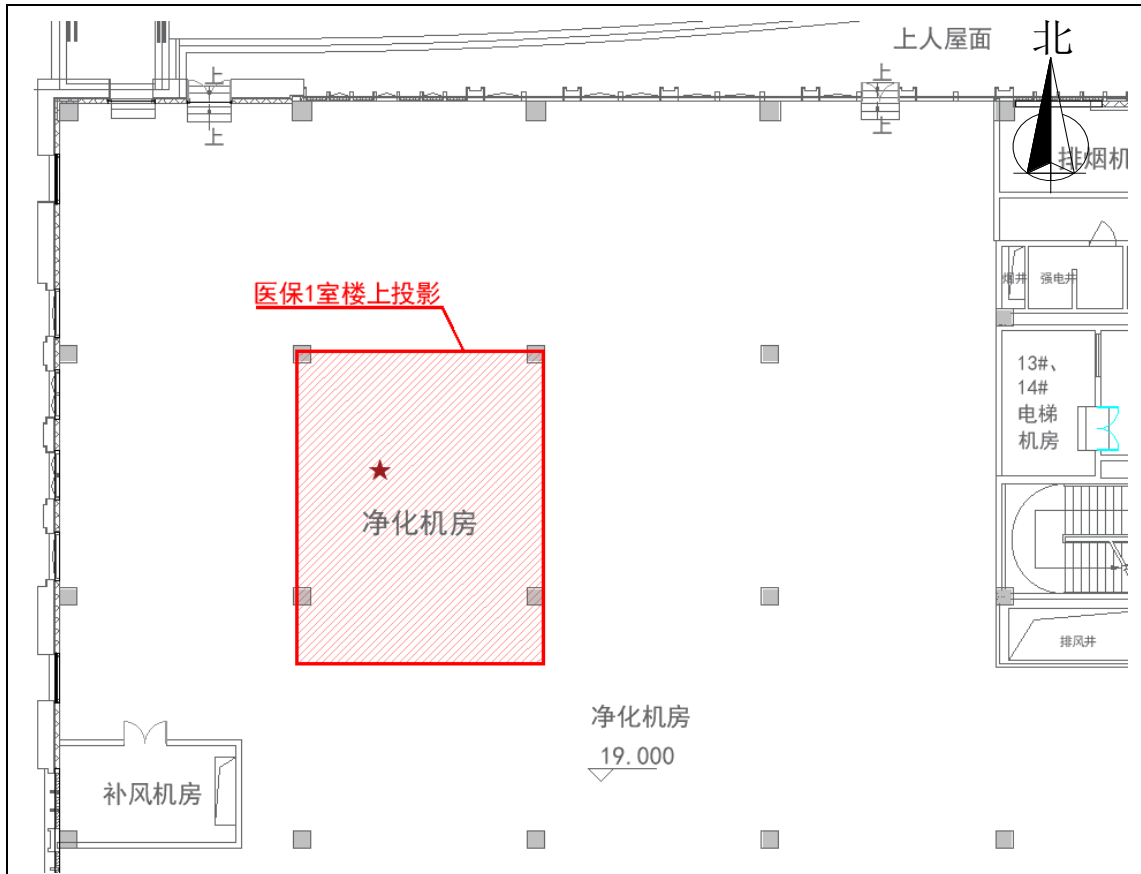 上人屋面
北
上
上
上
上
排烟机
医保1室楼上投影
烟井
强电井
13#、
14#
电梯
机房
净化机房
排风井
净化机房
19.000
补风机房